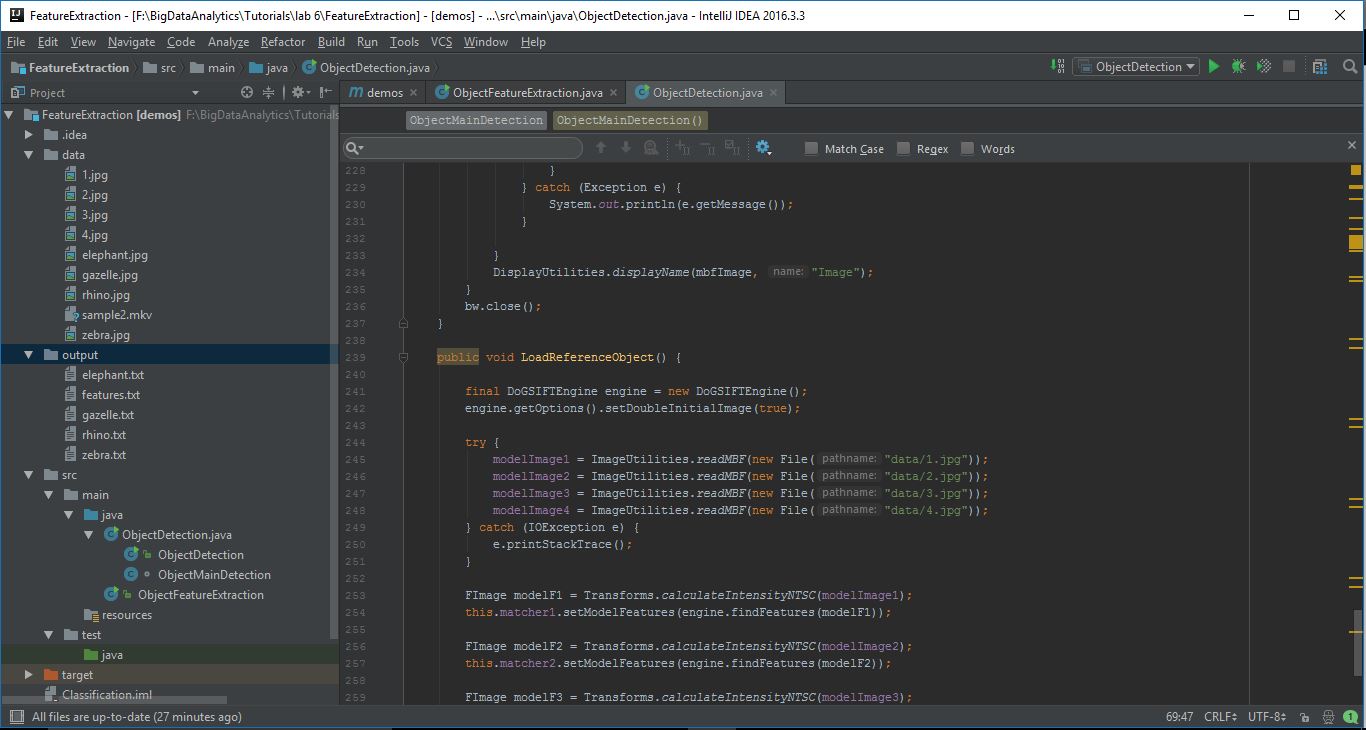 FeatureExtraction - [F:\BigDataAnalytics\Tutorials\lab 6\FeatureExtraction] - [demos] - ...\src\main\java\ObjectDetection.java - IntelliJ IDEA 2016.3.3
File Edit View Navigate Code Analyze Refactor Build Run Tools VCS Window Help
FeatureExtraction src main java ObjectDetection.java
ObjectDetection
Project
demos ObjectFeatureExtraction.java ObjectDetection.java
FeatureExtraction [demos] F:\BigDataAnalytics\Tutorials
.idea
data
1.jpg
2.jpg
3.jpg
4.jpg
elephant.jpg
gazelle.jpg
rhino.jpg
sample2.mkv
zebra.jpg
output
elephant.txt
features.txt
gazelle.txt
rhino.txt
zebra.txt
src
main
java
ObjectDetection.java
ObjectDetection
ObjectMainDetection
ObjectFeatureExtraction
resources
test
java
target
Classification.iml
ObjectMainDetection ObjectMainDetection()
Match Case Regex Words
228 }
229 } catch (Exception e) {
230 System.out.println(e.getMessage());
231 }
232
233 }
234 DisplayUtilities.displayName(mbfImage, name: "Image");
235 }
236 bw.close();
237 }
238
239 public void LoadReferenceObject() {
240
241 final DoGSIFTEngine engine = new DoGSIFTEngine();
242 engine.getOptions().setDoubleInitialImage(true);
243
244 try {
245 modelImage1 = ImageUtilities.readMBF(new File( pathname: "data/1.jpg"));
246 modelImage2 = ImageUtilities.readMBF(new File( pathname: "data/2.jpg"));
247 modelImage3 = ImageUtilities.readMBF(new File( pathname: "data/3.jpg"));
248 modelImage4 = ImageUtilities.readMBF(new File( pathname: "data/4.jpg"));
249 } catch (IOException e) {
250 e.printStackTrace();
251 }
252
253 FImage modelF1 = Transforms.calculateIntensityNTSC(modelImage1);
254 this.matcher1.setModelFeatures(engine.findFeatures(modelF1));
255
256 FImage modelF2 = Transforms.calculateIntensityNTSC(modelImage2);
257 this.matcher2.setModelFeatures(engine.findFeatures(modelF2));
258
259 FImage modelF3 = Transforms.calculateIntensityNTSC(modelImage3);
All files are up-to-date (27 minutes ago)
69:47 CRLF UTF-8 1